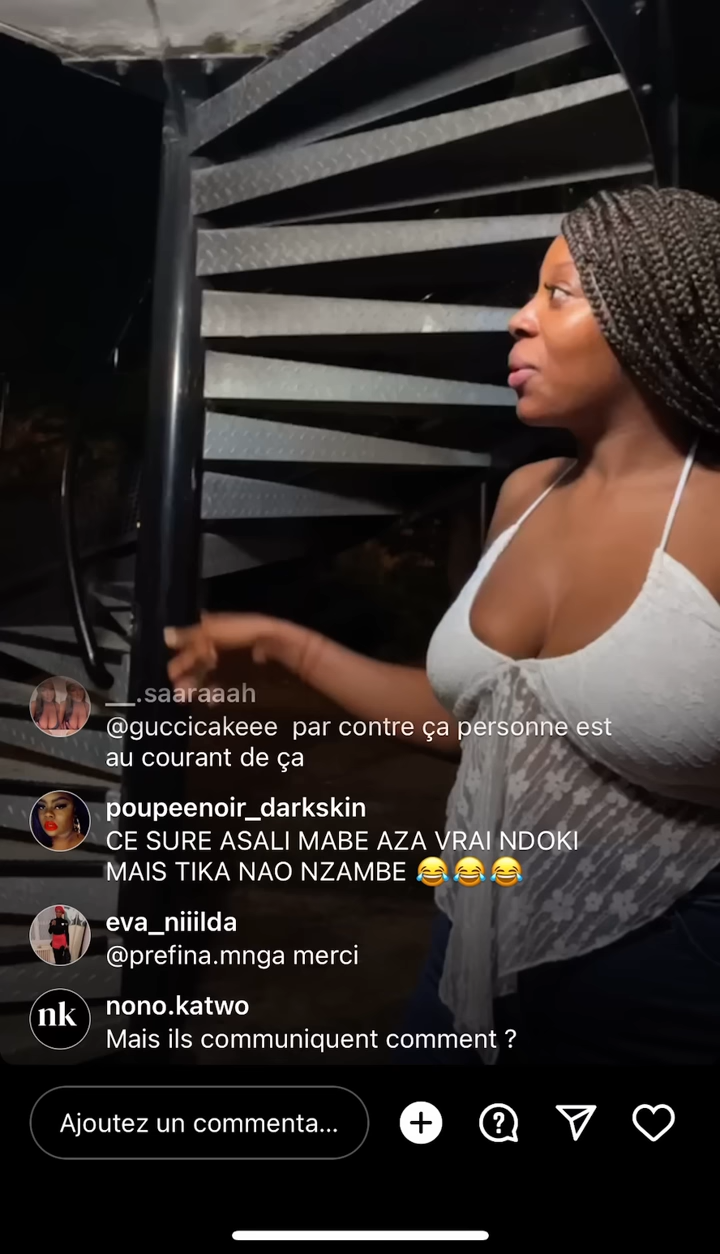 __.saaraaah
@guccicakeee par contre ça personne est
au courant de ça
poupeenoir_darkskin
CE SURE ASALI MABE AZA VRAI NDOKI
MAIS TIKA NAO NZAMBE 😂😂😂
eva_niiilda
@prefina.mnga merci
nk
nono.katwo
Mais ils communiquent comment ?
Ajoutez un commenta...